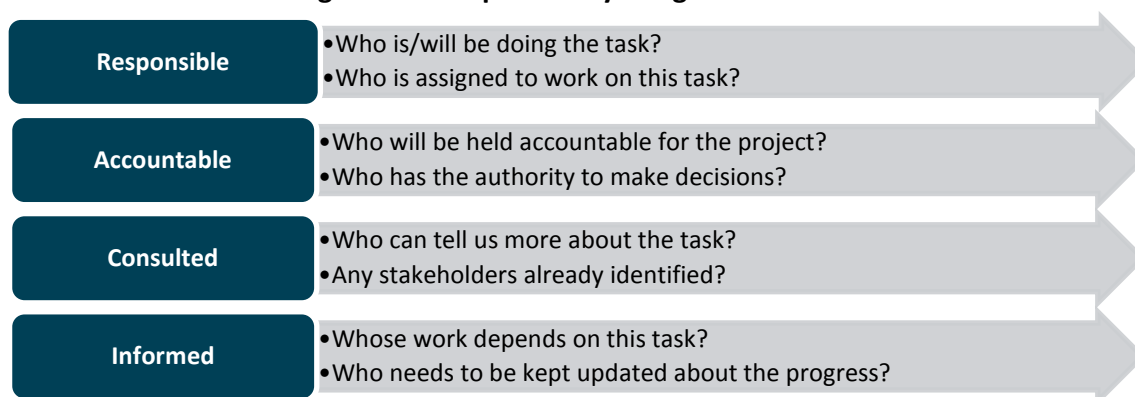 Responsible
•Who is/will be doing the task?
•Who is assigned to work on this task?
Accountable
•Who will be held accountable for the project?
•Who has the authority to make decisions?
Consulted
•Who can tell us more about the task?
•Any stakeholders already identified?
Informed
•Whose work depends on this task?
•Who needs to be kept updated about the progress?